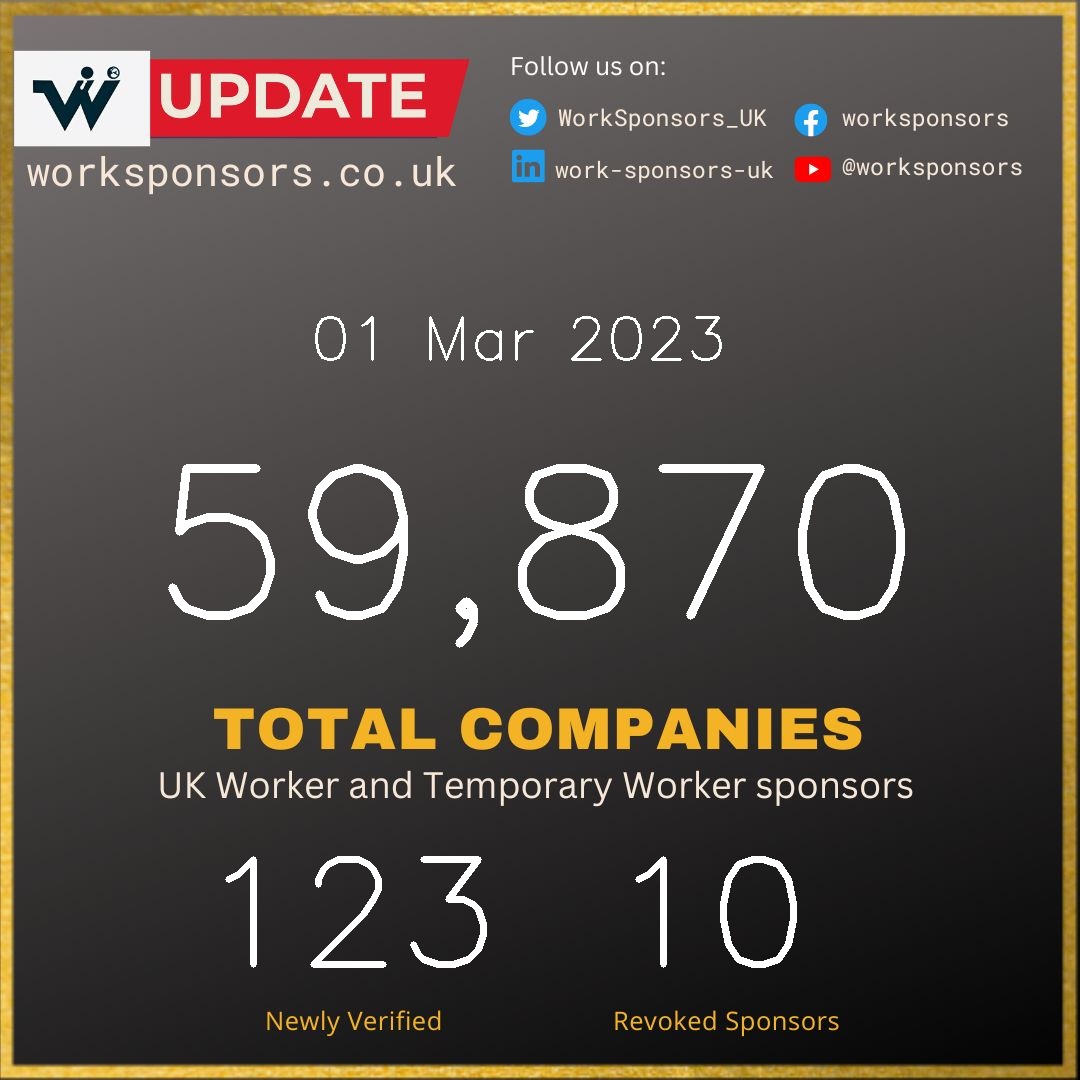 UPDATE
worksponsors.co.uk
Follow us on:
WorkSponsors_UK
worksponsors
work-sponsors-uk
@worksponsors
01 Mar 2023
59,870
TOTAL COMPANIES
UK Worker and Temporary Worker sponsors
123 10
Newly Verified Revoked Sponsors